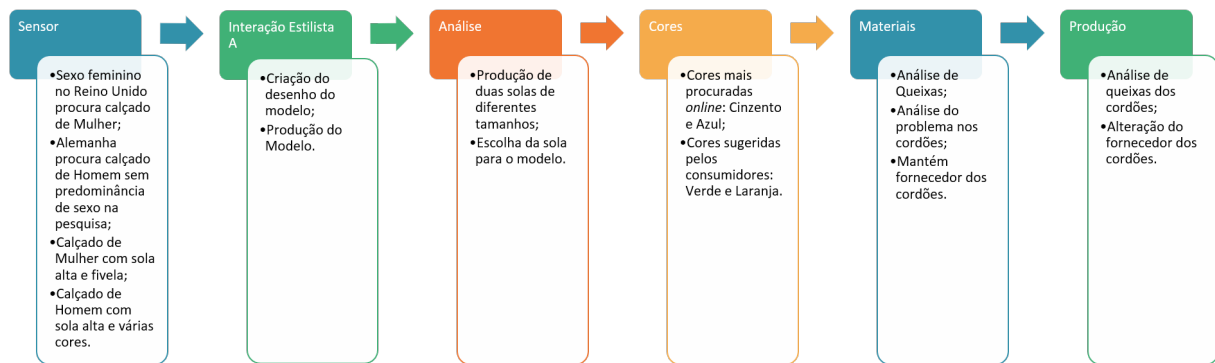 Sensor
•Sexo feminino
no Reino Unido
procura calçado
de Mulher;
•Alemanha
procura calçado
de Homem sem
predominância
de sexo na
pesquisa;
•Calçado de
Mulher com sola
alta e fivela;
•Calçado de
Homem com
sola alta e várias
cores.
Interação Estilista
A
•Criação do
desenho do
modelo;
•Produção do
Modelo.
Análise
•Produção de
duas solas de
diferentes
tamanhos;
•Escolha da sola
para o modelo.
Cores
•Cores mais
procuradas
online: Cinzento
e Azul;
•Cores sugeridas
pelos
consumidores:
Verde e Laranja.
Materiais
•Análise de
Queixas;
•Análise do
problema nos
cordões;
•Mantém
fornecedor dos
cordões.
Produção
•Análise de
queixas dos
cordões;
•Alteração do
fornecedor dos
cordões.